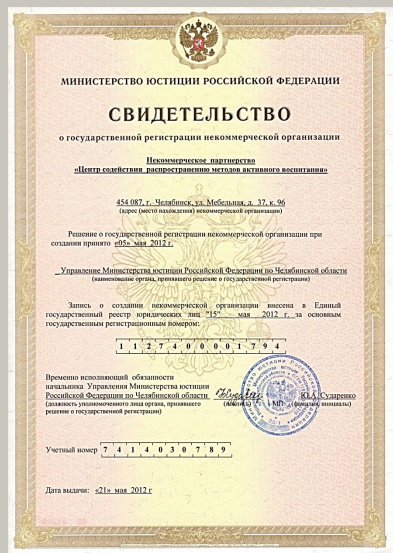 МИНИСТЕРСТВО ЮСТИЦИИ РОССИЙСКОЙ ФЕДЕРАЦИИ
СВИДЕТЕЛЬСТВО
о государственной регистрации некоммерческой организации
Некоммерческое партнерство
«Центр содействия распространению методов активного воспитания»
454 087, г. Челябинск, ул. Мебельная, д. 37, к. 96
(адрес (место нахождения) некоммерческой организации)
Решение о государственной регистрации некоммерческой организации при
создании принято «05» мая 2012 г.
Управление Министерства юстиции Российской Федерации по Челябинской области
(наименование органа, принявшего решение о государственной регистрации)
Запись о создании некоммерческой организации внесена в Единый
государственный реестр юридических лиц "15" мая 2012 г. за основным
государственным регистрационным номером:
1 1 2 7 4 0 0 0 0 1 7 9 4
Временно исполняющий обязанности
начальника Управления Министерства юстиции
Российской Федерации по Челябинской области Ю.А. Сударенко
(должность уполномоченного лица органа, принявшего (подпись) МП (фамилия, инициалы)
решение о государственной регистрации)
Учетный номер 7 4 1 4 0 3 0 7 8 9
Дата выдачи: «21» мая 2012 г